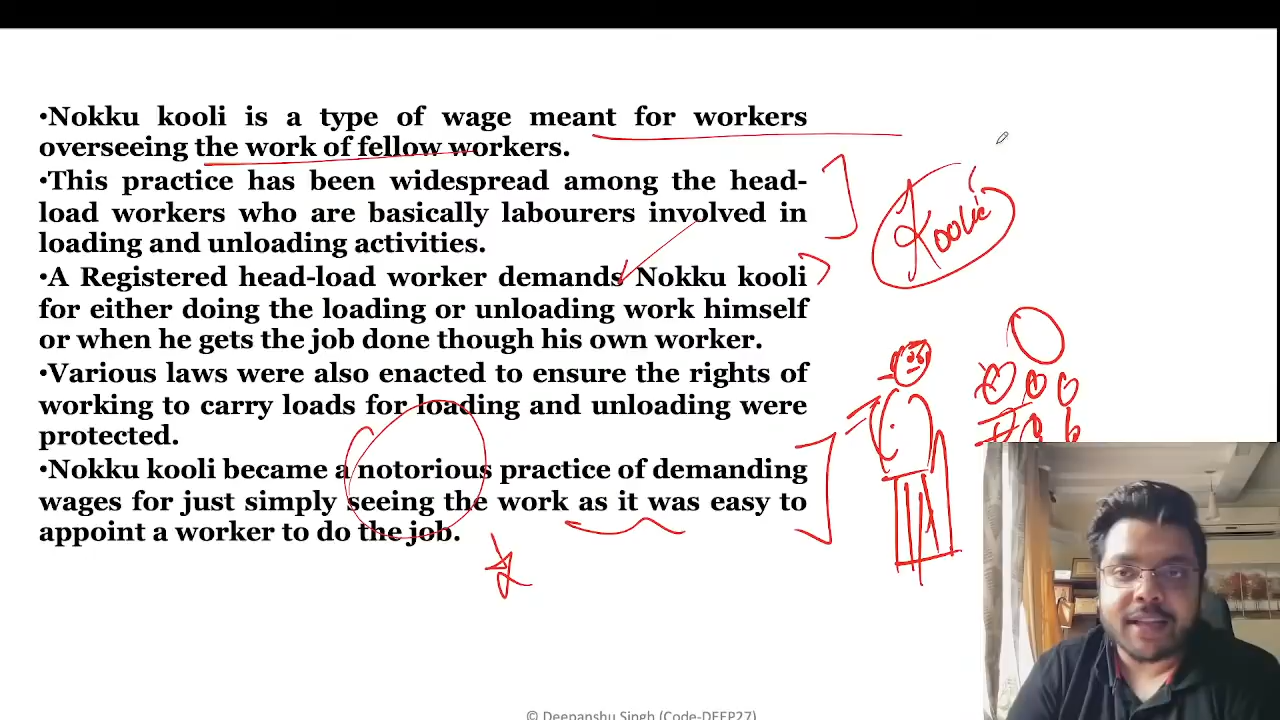 •Nokku kooli is a type of wage meant for workers
overseeing the work of fellow workers.
•This practice has been widespread among the head-
load workers who are basically labourers involved in
loading and unloading activities.
•A Registered head-load worker demands Nokku kooli
for either doing the loading or unloading work himself
or when he gets the job done though his own worker.
•Various laws were also enacted to ensure the rights of
working to carry loads for loading and unloading were
protected.
•Nokku kooli became a notorious practice of demanding
wages for just simply seeing the work as it was easy to
appoint a worker to do the job.
Koolie
© Deepanshu Singh (Code-DEEP27)